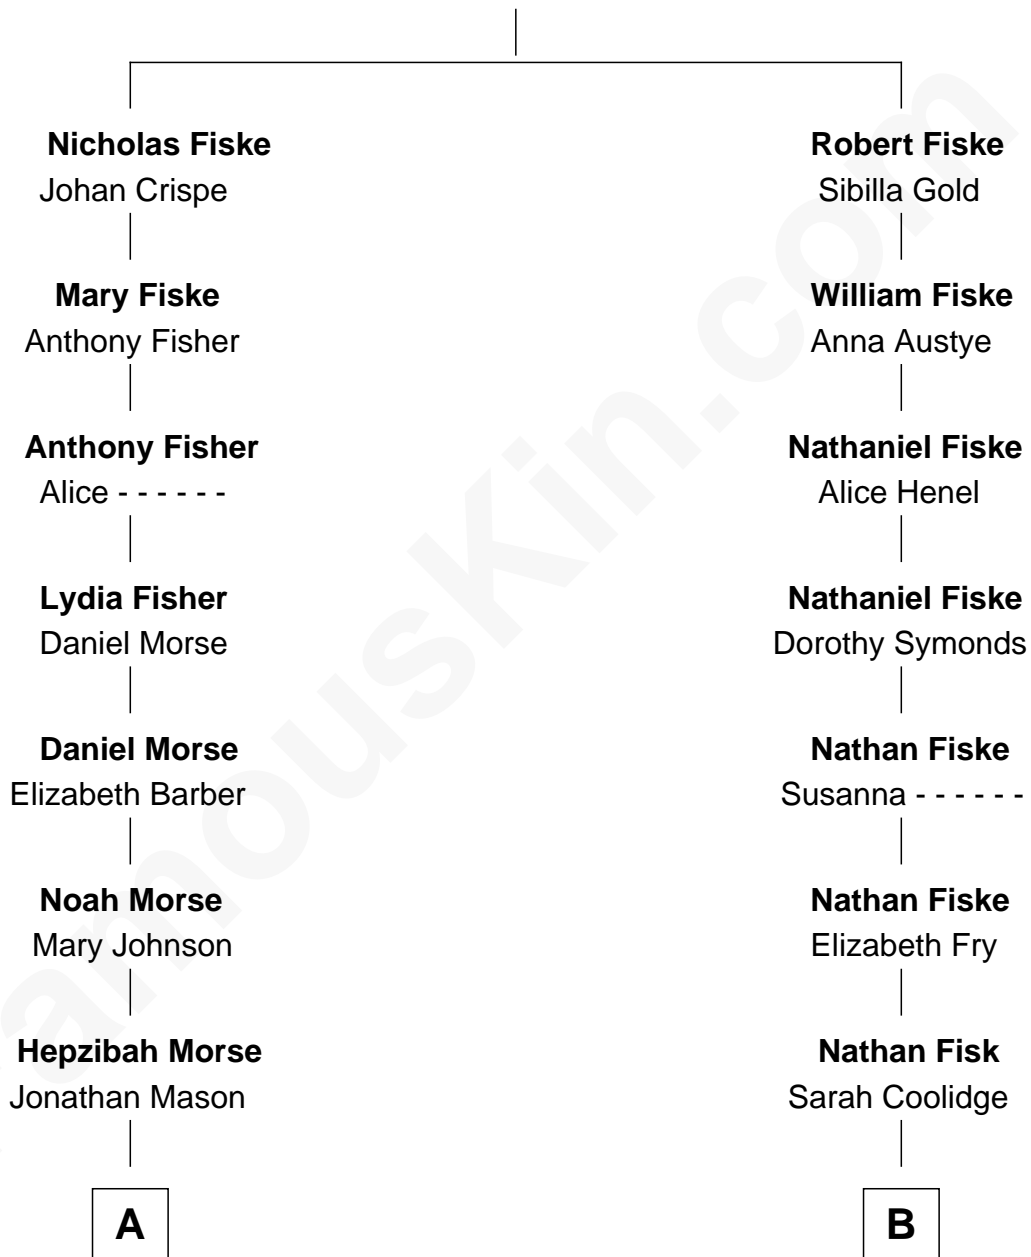 Nicholas Fiske
Johan Crispe
Mary Fiske
Anthony Fisher
Anthony Fisher
Alice - - - - - -
Lydia Fisher
Daniel Morse
Daniel Morse
Elizabeth Barber
Noah Morse
Mary Johnson
Hepzibah Morse
Jonathan Mason
A
Robert Fiske
Sibilla Gold
William Fiske
Anna Austye
Nathaniel Fiske
Alice Henel
Nathaniel Fiske
Dorothy Symonds
Nathan Fiske
Susanna - - - - - -
Nathan Fiske
Elizabeth Fry
Nathan Fisk
Sarah Coolidge
B
amousKin.com